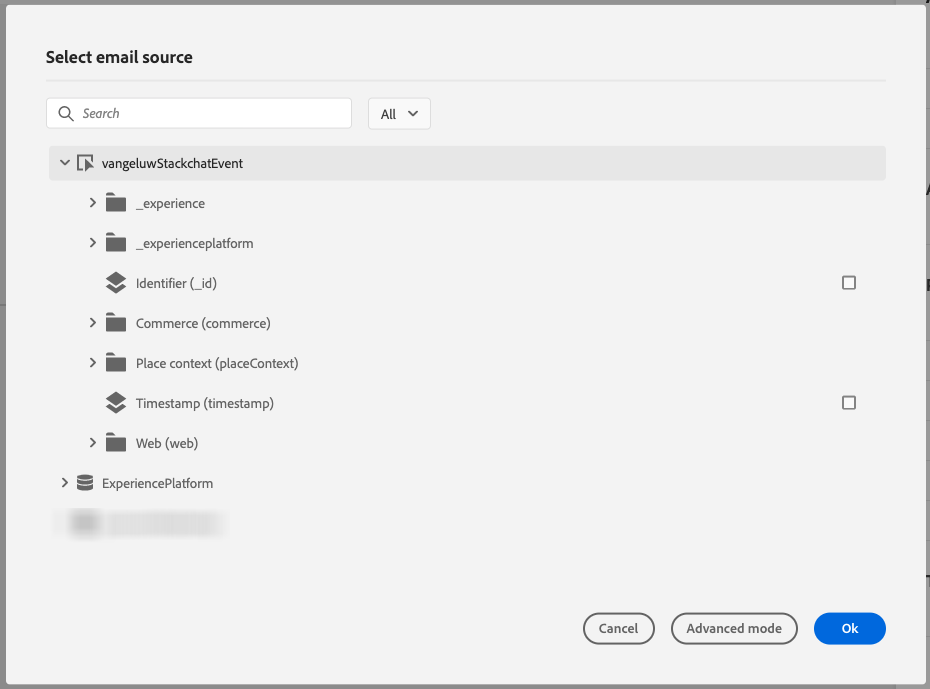 Select email source
Search
All
vangeluwStackchatEvent
_experience
_experienceplatform
Identifier (_id)
Commerce (commerce)
Place context (placeContext)
Timestamp (timestamp)
Web (web)
ExperiencePlatform
Cancel
Advanced mode
Ok